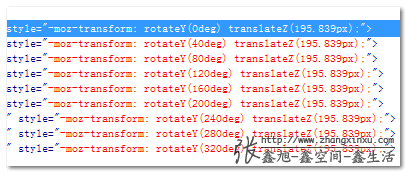 style="-moz-transform: rotateY(0deg) translateZ(195.839px);">
style="-moz-transform: rotateY(40deg) translateZ(195.839px);">
style="-moz-transform: rotateY(80deg) translateZ(195.839px);">
style="-moz-transform: rotateY(120deg) translateZ(195.839px);">
style="-moz-transform: rotateY(160deg) translateZ(195.839px);">
style="-moz-transform: rotateY(200deg) translateZ(195.839px);">
" style="-moz-transform: rotateY(240deg) translateZ(195.839px);">
" style="-moz-transform: rotateY(280deg) translateZ(195.839px);">
" style="-moz-transform: rotateY(320deg) translateZ(195.839px);">
http://www.zhangxinxu.com
张鑫旭-鑫空间-鑫生活